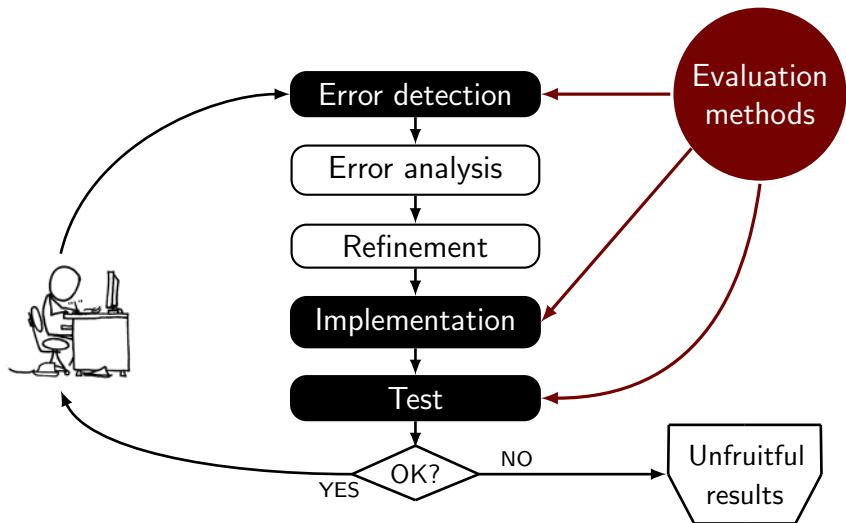 Error detection
Evaluation
methods
Error analysis
Refinement
Implementation
Test
OK?
YES
NO
Unfruitful
results